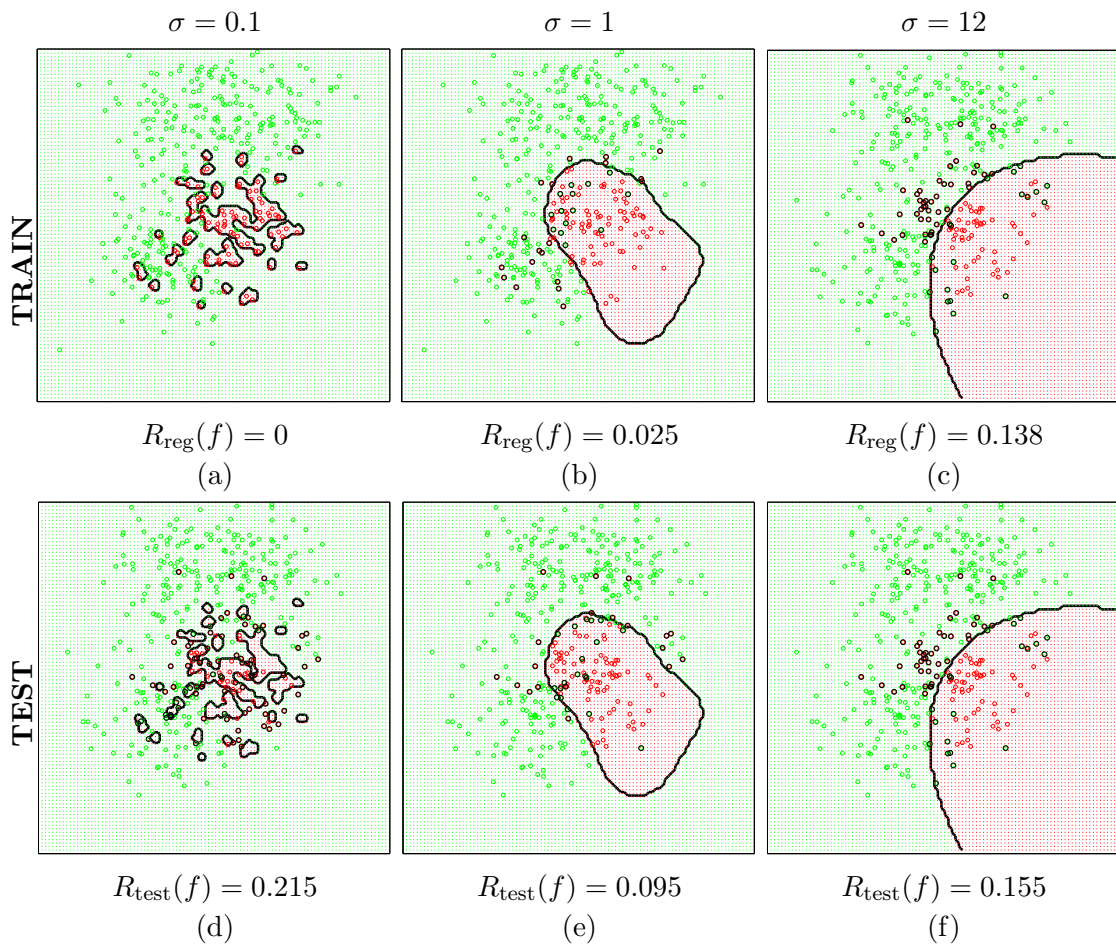 σ = 0.1
σ = 1
σ = 12
TRAIN
R_reg(f) = 0
R_reg(f) = 0.025
R_reg(f) = 0.138
(a)
(b)
(c)
TEST
R_test(f) = 0.215
R_test(f) = 0.095
R_test(f) = 0.155
(d)
(e)
(f)